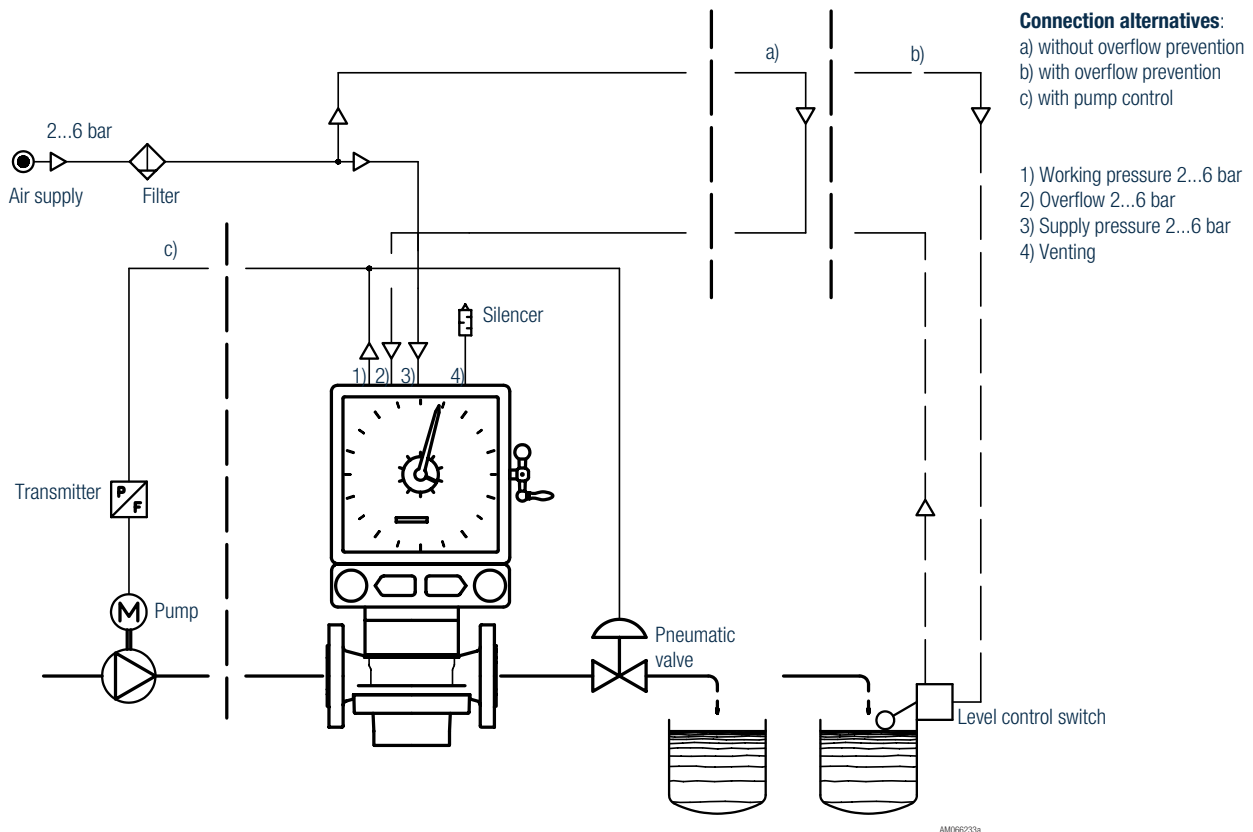 Connection alternatives:
a) without overflow prevention
b) with overflow prevention
c) with pump control
1) Working pressure 2...6 bar
2) Overflow 2...6 bar
3) Supply pressure 2...6 bar
4) Venting
a)
b)
2...6 bar
Air supply
Filter
c)
Silencer
1) 2) 3) 4)
Transmitter
P
F
M
Pump
Pneumatic
valve
Level control switch
AM066233a